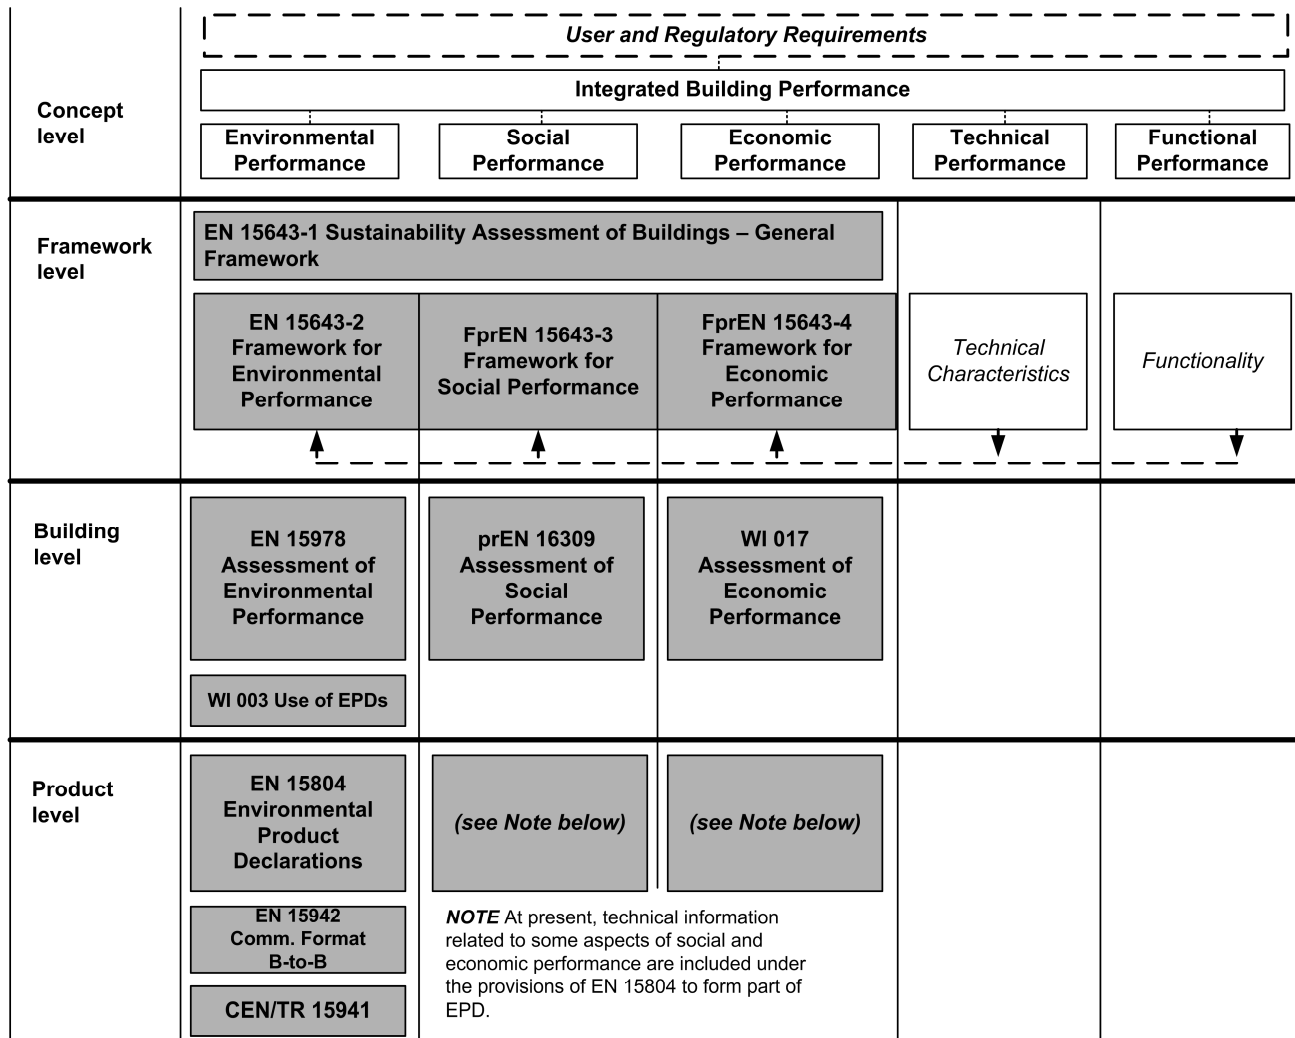 User and Regulatory Requirements
Integrated Building Performance
Concept
level
Environmental
Performance
Social
Performance
Economic
Performance
Technical
Performance
Functional
Performance
Framework
level
EN 15643-1 Sustainability Assessment of Buildings – General
Framework
EN 15643-2
Framework for
Environmental
Performance
FprEN 15643-3
Framework for
Social Performance
FprEN 15643-4
Framework for
Economic
Performance
Technical
Characteristics
Functionality
Building
level
EN 15978
Assessment of
Environmental
Performance
prEN 16309
Assessment of
Social
Performance
WI 017
Assessment of
Economic
Performance
WI 003 Use of EPDs
Product
level
EN 15804
Environmental
Product
Declarations
(see Note below)
(see Note below)
EN 15942
Comm. Format
B-to-B
CEN/TR 15941
NOTE At present, technical information
related to some aspects of social and
economic performance are included under
the provisions of EN 15804 to form part of
EPD.